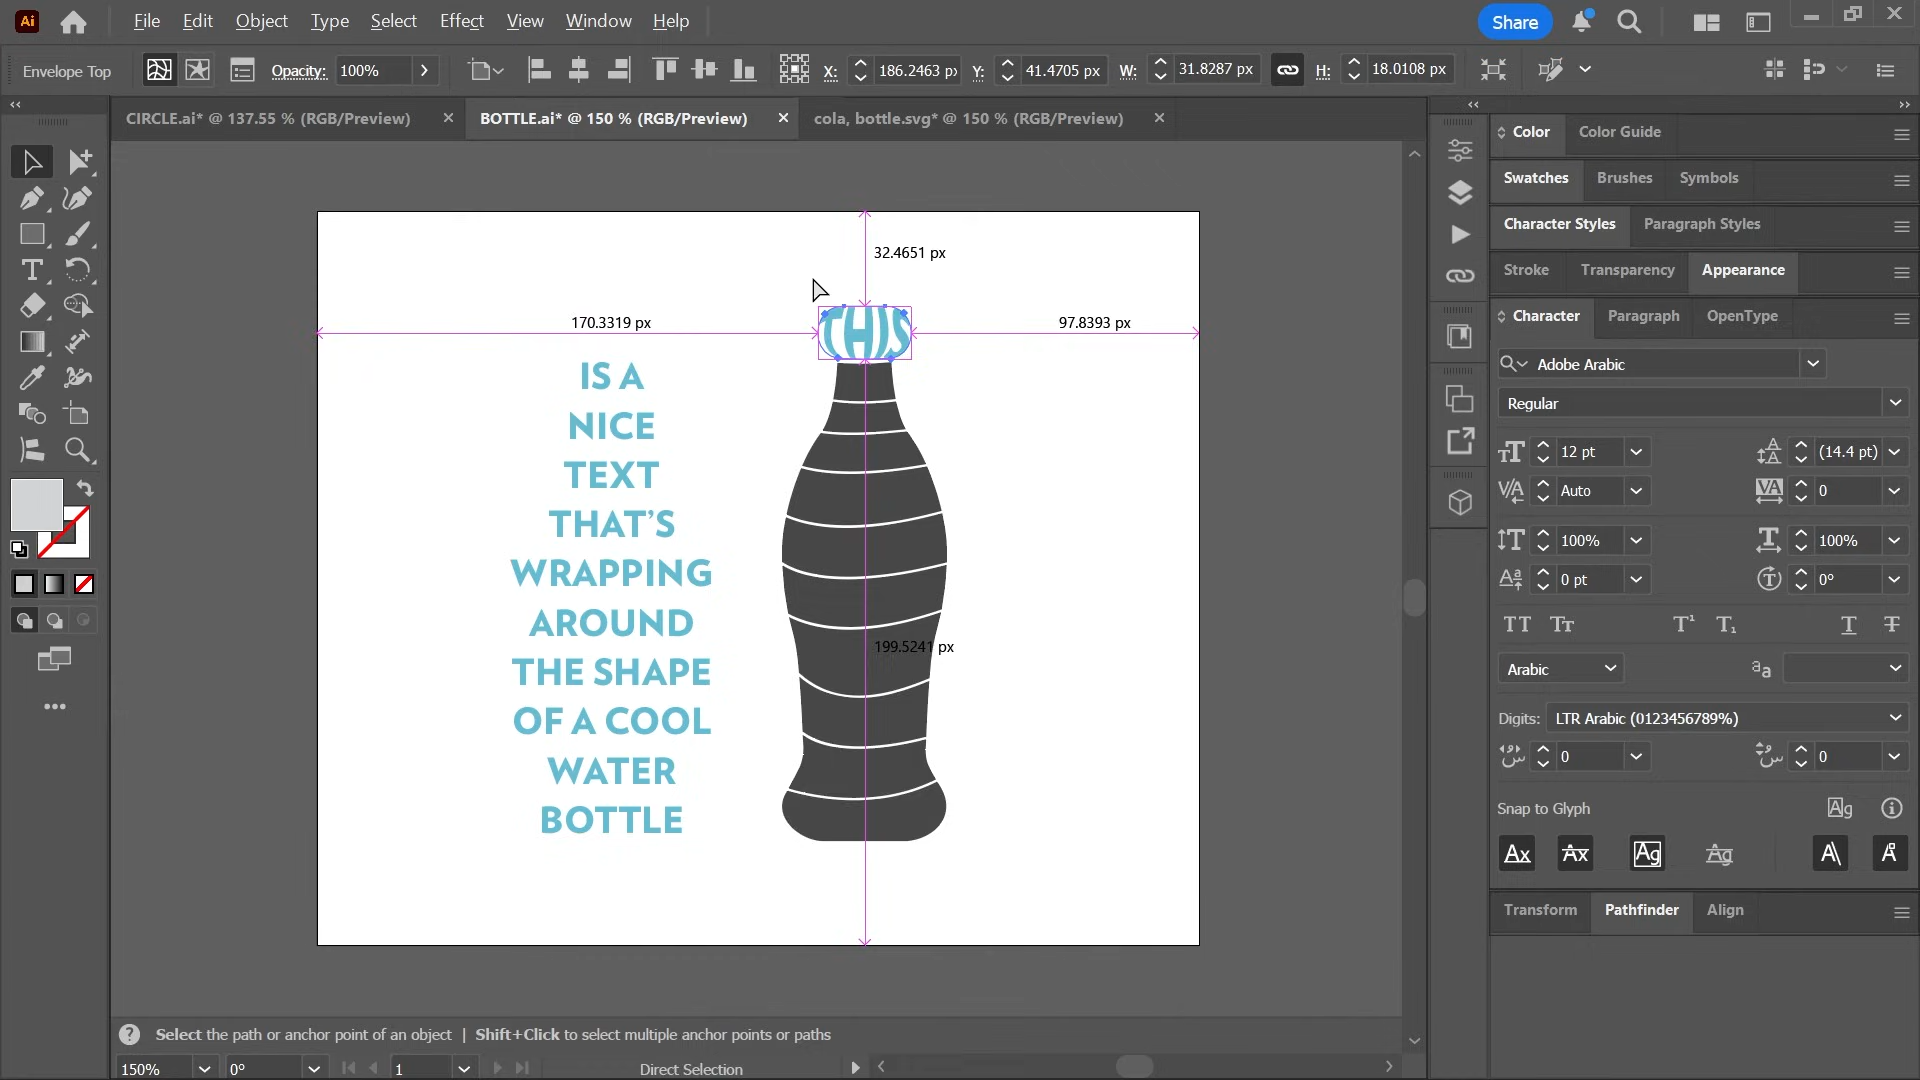 Ai File Edit Object Type Select Effect View Window Help Share
Envelope Top Opacity: 100% X: 186.2463 px Y: 41.4705 px W: 31.8287 px H: 18.0108 px
CIRCLE.ai* @ 137.55 % (RGB/Preview) BOTTLE.ai* @ 150 % (RGB/Preview) cola, bottle.svg* @ 150 % (RGB/Preview)
32.4651 px
170.3319 px
97.8393 px
THIS
IS A
NICE
TEXT
THAT’S
WRAPPING
AROUND
THE SHAPE
OF A COOL
WATER
BOTTLE
199.5241 px
Color Color Guide
Swatches Brushes Symbols
Character Styles Paragraph Styles
Stroke Transparency Appearance
Character Paragraph OpenType
Adobe Arabic
Regular
12 pt (14.4 pt)
Auto 0
100% 100%
0 pt 0°
Arabic
Digits: LTR Arabic (0123456789%)
0 0
Snap to Glyph
Transform Pathfinder Align
Select the path or anchor point of an object | Shift+Click to select multiple anchor points or paths
150% 0° 1 Direct Selection